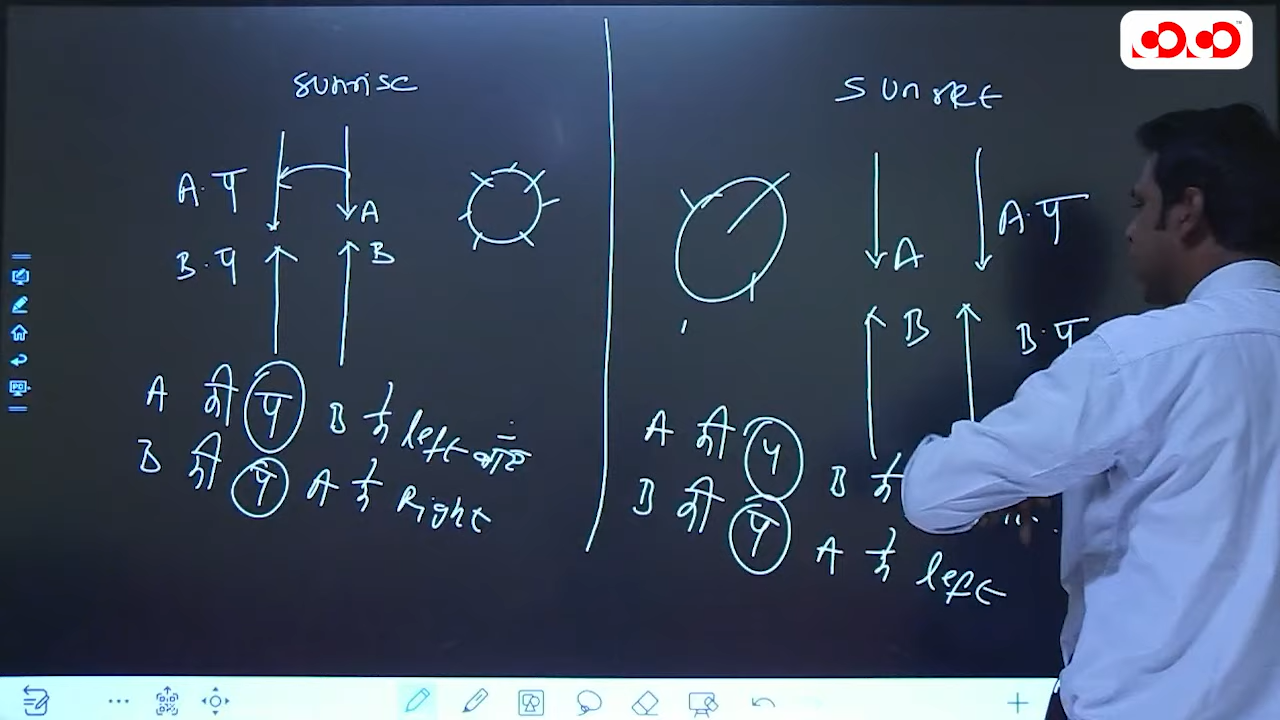 sunrise
A.प
A
B.प
B
A की प B के left
B की प A के Right
sunset
A.प
A
B
B.प
A की प B के
B की प A के left